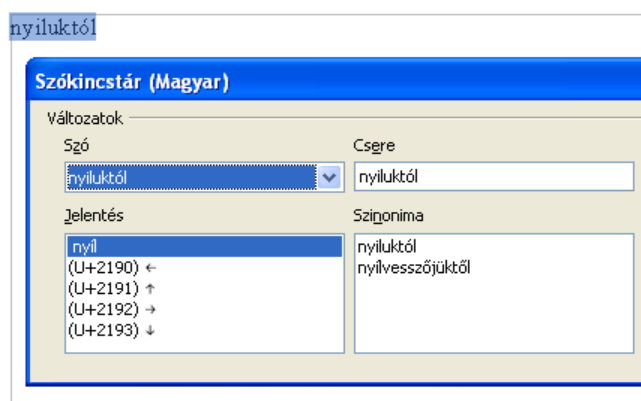 nyiluktól
Szókincstár (Magyar)
Változatok
Szó
nyiluktól
Csere
nyiluktól
Jelentés
nyíl
(U+2190) ←
(U+2191) ↑
(U+2192) →
(U+2193) ↓
Szinonima
nyiluktól
nyílvesszőjüktől